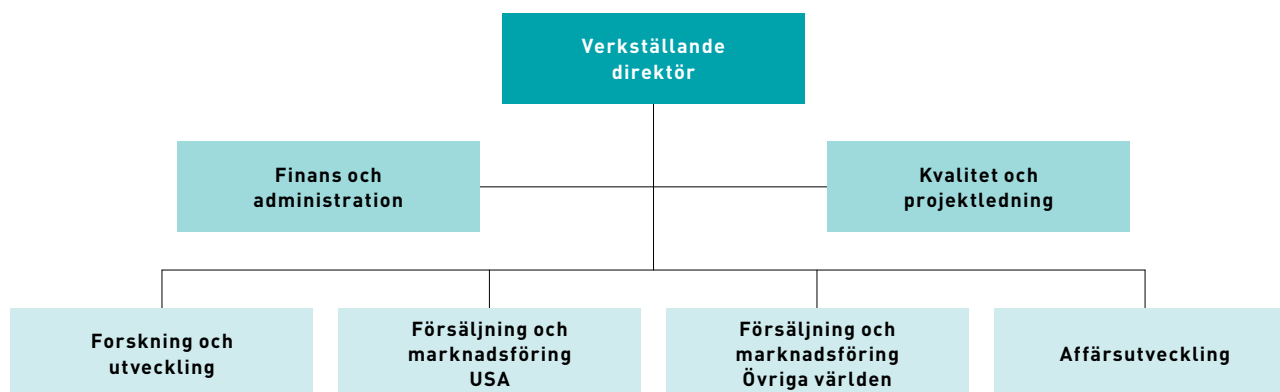 Verkställande
direktör
Finans och
administration
Kvalitet och
projektledning
Forskning och
utveckling
Försäljning och
marknadsföring
USA
Försäljning och
marknadsföring
Övriga världen
Affärsutveckling